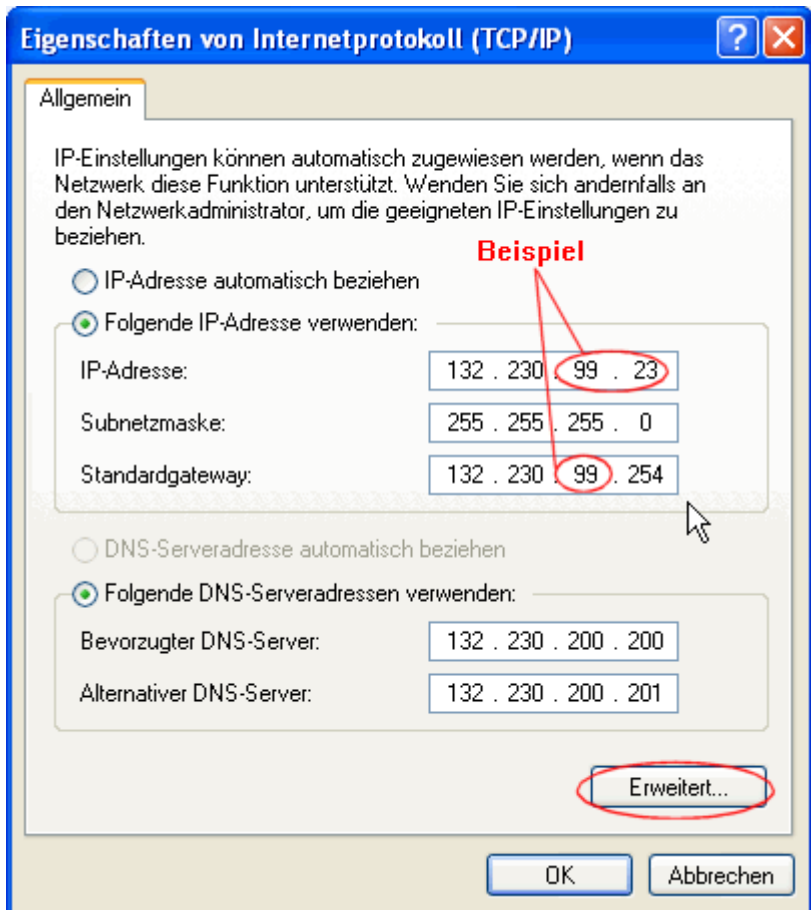 Eigenschaften von Internetprotokoll (TCP/IP)
Allgemein
IP-Einstellungen können automatisch zugewiesen werden, wenn das
Netzwerk diese Funktion unterstützt. Wenden Sie sich andernfalls an
den Netzwerkadministrator, um die geeigneten IP-Einstellungen zu
beziehen.
Beispiel
IP-Adresse automatisch beziehen
Folgende IP-Adresse verwenden:
IP-Adresse: 132 . 230 . 99 . 23
Subnetzmaske: 255 . 255 . 255 . 0
Standardgateway: 132 . 230 . 99 . 254
DNS-Serveradresse automatisch beziehen
Folgende DNS-Serveradressen verwenden:
Bevorzugter DNS-Server: 132 . 230 . 200 . 200
Alternativer DNS-Server: 132 . 230 . 200 . 201
Erweitert...
OK Abbrechen